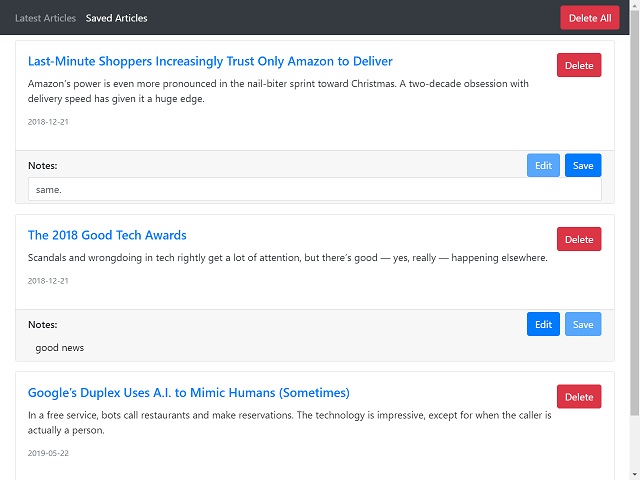 Latest Articles Saved Articles Delete All
Last-Minute Shoppers Increasingly Trust Only Amazon to Deliver
Delete
Amazon's power is even more pronounced in the nail-biter sprint toward Christmas. A two-decade obsession with
delivery speed has given it a huge edge.
2018-12-21
Notes: Edit Save
same.
The 2018 Good Tech Awards
Delete
Scandals and wrongdoing in tech rightly get a lot of attention, but there's good — yes, really — happening elsewhere.
2018-12-21
Notes: Edit Save
good news
Google's Duplex Uses A.I. to Mimic Humans (Sometimes)
Delete
In a free service, bots call restaurants and make reservations. The technology is impressive, except for when the caller is
actually a person.
2019-05-22